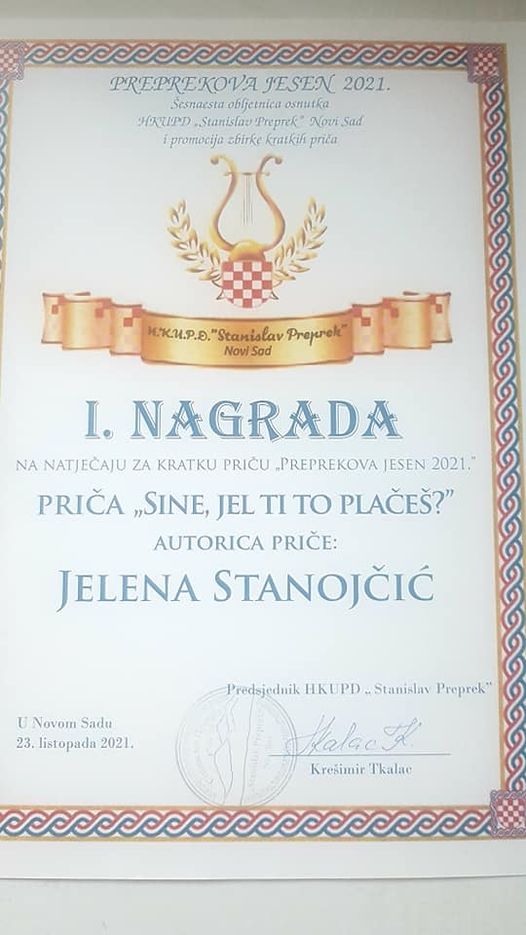 PREPREKOVA JESEN 2021.
Šesnaesta obljetnica osnutka
HKUPD „Stanislav Preprek" Novi Sad
i promocija zbirke kratkih priča
H.K.U.P.D."Stanislav Preprek"
Novi Sad
I. NAGRADA
NA NATJEČAJU ZA KRATKU PRIČU „PREPREKOVA JESEN 2021."
PRIČA „SINE, JEL TI TO PLAČEŠ?"
AUTORICA PRIČE:
JELENA STANOJČIĆ
Predsjednik HKUPD „ Stanislav Preprek"
U Novom Sadu
23. listopada 2021.
Tkalac K.
Krešimir Tkalac